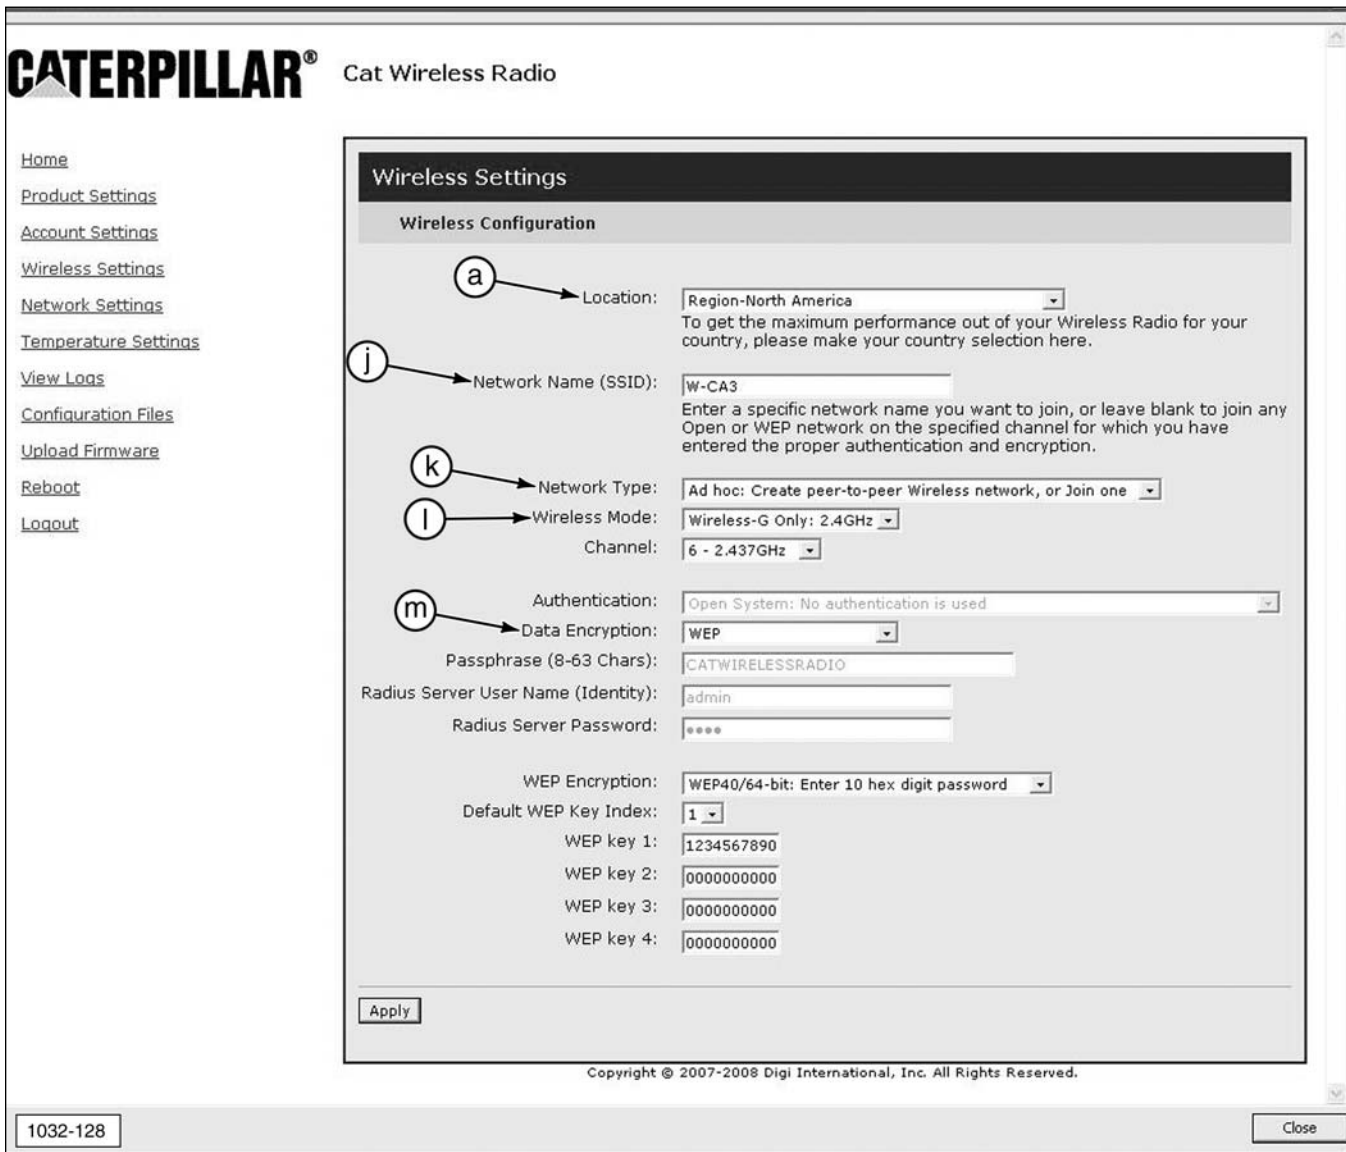 CATERPILLAR®
Cat Wireless Radio
Home
Product Settings
Account Settings
Wireless Settings
Network Settings
Temperature Settings
View Logs
Configuration Files
Upload Firmware
Reboot
Logout
Wireless Settings
Wireless Configuration
a
Location: Region-North America
To get the maximum performance out of your Wireless Radio for your
country, please make your country selection here.
j
Network Name (SSID): W-CA3
Enter a specific network name you want to join, or leave blank to join any
Open or WEP network on the specified channel for which you have
entered the proper authentication and encryption.
k
Network Type: Ad hoc: Create peer-to-peer Wireless network, or Join one
l
Wireless Mode: Wireless-G Only: 2.4GHz
Channel: 6 - 2.437GHz
Authentication: Open System: No authentication is used
m
Data Encryption: WEP
Passphrase (8-63 Chars): CATWIRELESSRADIO
Radius Server User Name (Identity): admin
Radius Server Password: ●●●●
WEP Encryption: WEP40/64-bit: Enter 10 hex digit password
Default WEP Key Index: 1
WEP key 1: 1234567890
WEP key 2: 0000000000
WEP key 3: 0000000000
WEP key 4: 0000000000
Apply
Copyright © 2007-2008 Digi International, Inc. All Rights Reserved.
1032-128
Close